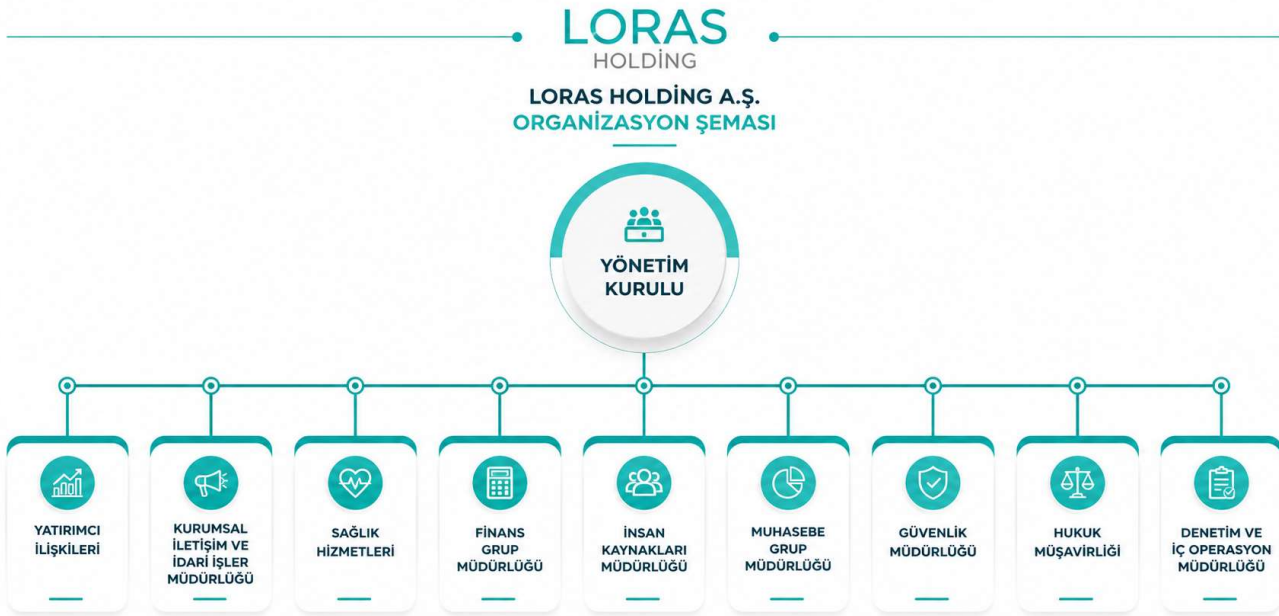 LORAS
HOLDİNG
LORAS HOLDİNG A.Ş.
ORGANİZASYON ŞEMASI
YÖNETİM
KURULU
YATIRIMCI
İLİŞKİLERİ
KURUMSAL
İLETİŞİM VE
İDARİ İŞLER
MÜDÜRLÜĞÜ
SAĞLIK
HİZMETLERİ
FİNANS
GRUP
MÜDÜRLÜĞÜ
İNSAN
KAYNAKLARI
MÜDÜRLÜĞÜ
MUHASEBE
GRUP
MÜDÜRLÜĞÜ
GÜVENLİK
MÜDÜRLÜĞÜ
HUKUK
MÜŞAVİRLİĞİ
DENETİM VE
İÇ OPERASYON
MÜDÜRLÜĞÜ